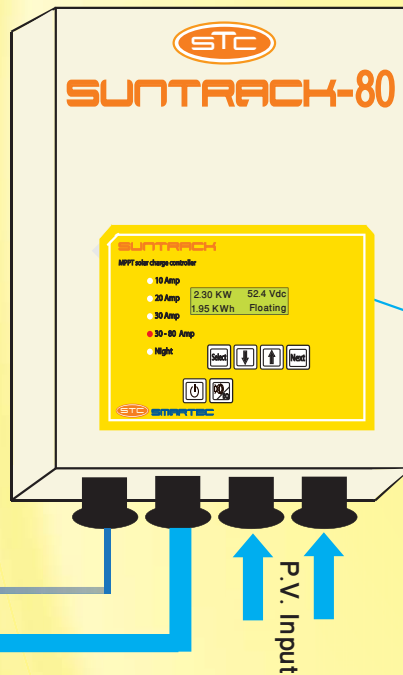 STC
SUNTRACK-80
SUNTRACK
MPPT solar charge controller
10 Amp
20 Amp
30 Amp
30 - 80 Amp
Night
2.30 KW 52.4 Vdc
1.95 KWh Floating
Select
Next
STC SMARTEC
P.V. Input